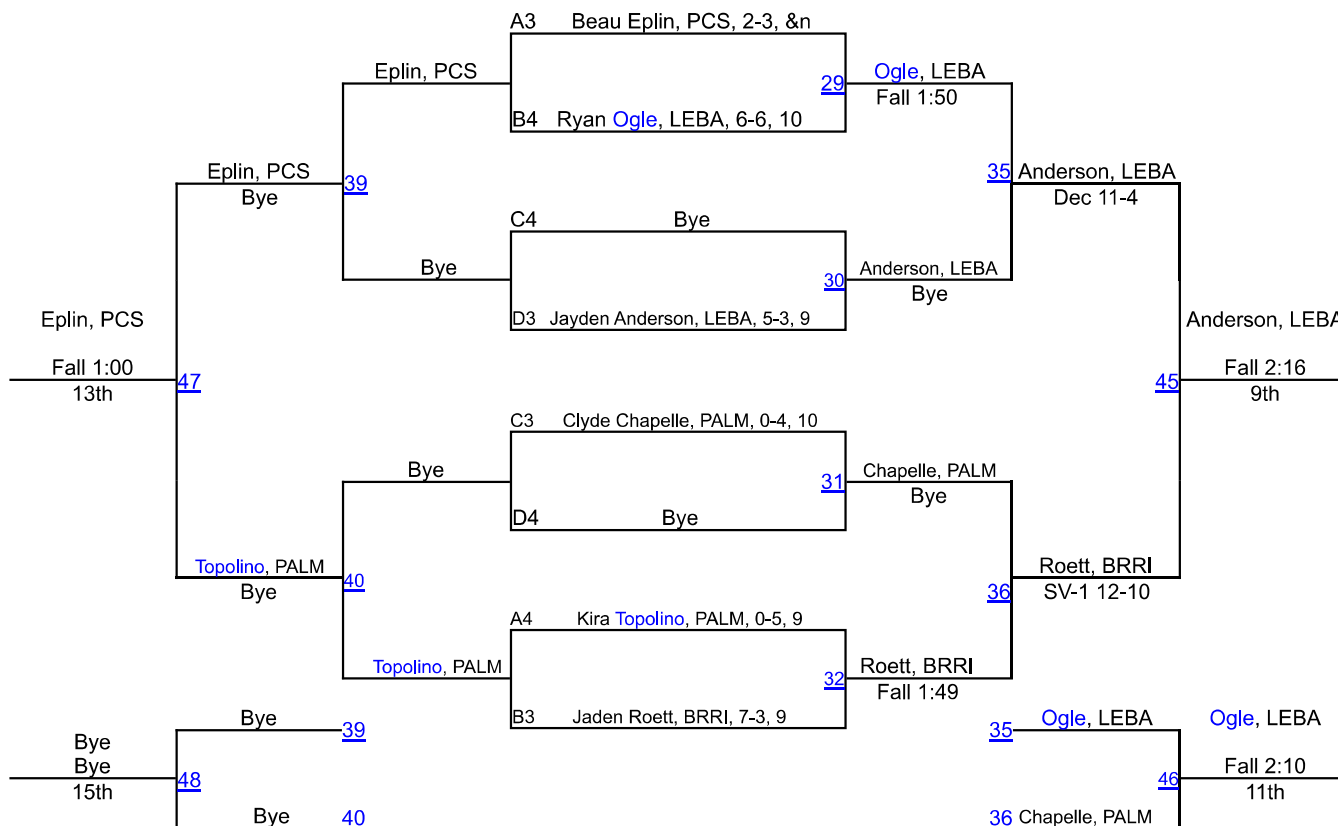 A3 Beau Eplin, PCS, 2-3, &n
Eplin, PCS
29
Ogle, LEBA
Fall 1:50
B4 Ryan Ogle, LEBA, 6-6, 10
Eplin, PCS
Bye
39
35
Anderson, LEBA
Dec 11-4
C4 Bye
Bye
30
Anderson, LEBA
Bye
D3 Jayden Anderson, LEBA, 5-3, 9
Eplin, PCS
Fall 1:00
13th
47
Anderson, LEBA
45
Fall 2:16
9th
C3 Clyde Chapelle, PALM, 0-4, 10
Bye
31
Chapelle, PALM
Bye
D4 Bye
Topolino, PALM
Bye
40
36
Roett, BRRI
SV-1 12-10
A4 Kira Topolino, PALM, 0-5, 9
Topolino, PALM
32
Roett, BRRI
Fall 1:49
B3 Jaden Roett, BRRI, 7-3, 9
Bye
39
35
Ogle, LEBA
Ogle, LEBA
Bye
Bye
15th
48
46
Fall 2:10
11th
Bye
40
36
Chapelle, PALM